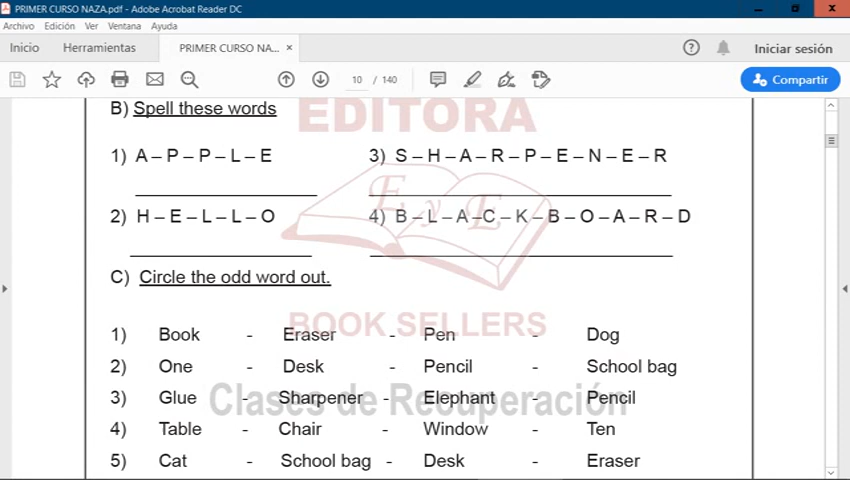 PRIMER CURSO NAZA.pdf - Adobe Acrobat Reader DC
Archivo Edición Ver Ventana Ayuda
Inicio Herramientas PRIMER CURSO NA... × Iniciar sesión
10 / 140 Compartir
EDITORA
B) Spell these words
1) A – P – P – L – E 3) S – H – A – R – P – E – N – E – R
E y E
2) H – E – L – L – O 4) B – L – A – C – K – B – O – A – R – D
C) Circle the odd word out.
BOOK SELLERS
1) Book - Eraser - Pen - Dog
2) One - Desk - Pencil - School bag
Clases de Recuperación
3) Glue - Sharpener - Elephant - Pencil
4) Table - Chair - Window - Ten
5) Cat - School bag - Desk - Eraser